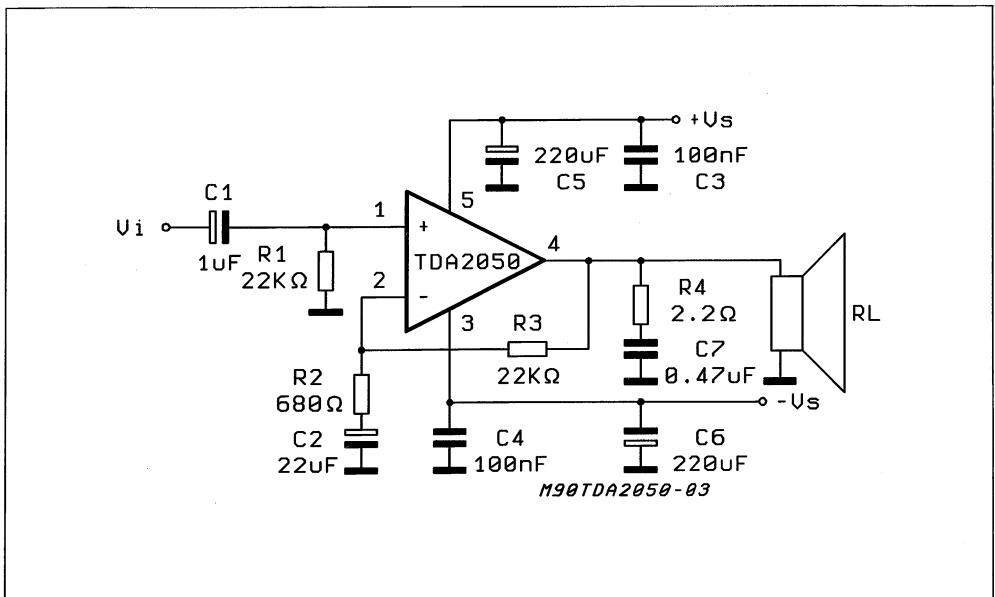 +Vs
220uF
C5
100nF
C3
C1
Vi
1uF
R1
22KΩ
1
5
+
TDA2050
4
2
-
3
R3
22KΩ
R4
2.2Ω
C7
0.47uF
RL
R2
680Ω
C2
22uF
-Vs
C4
100nF
C6
220uF
M90TDA2050-03